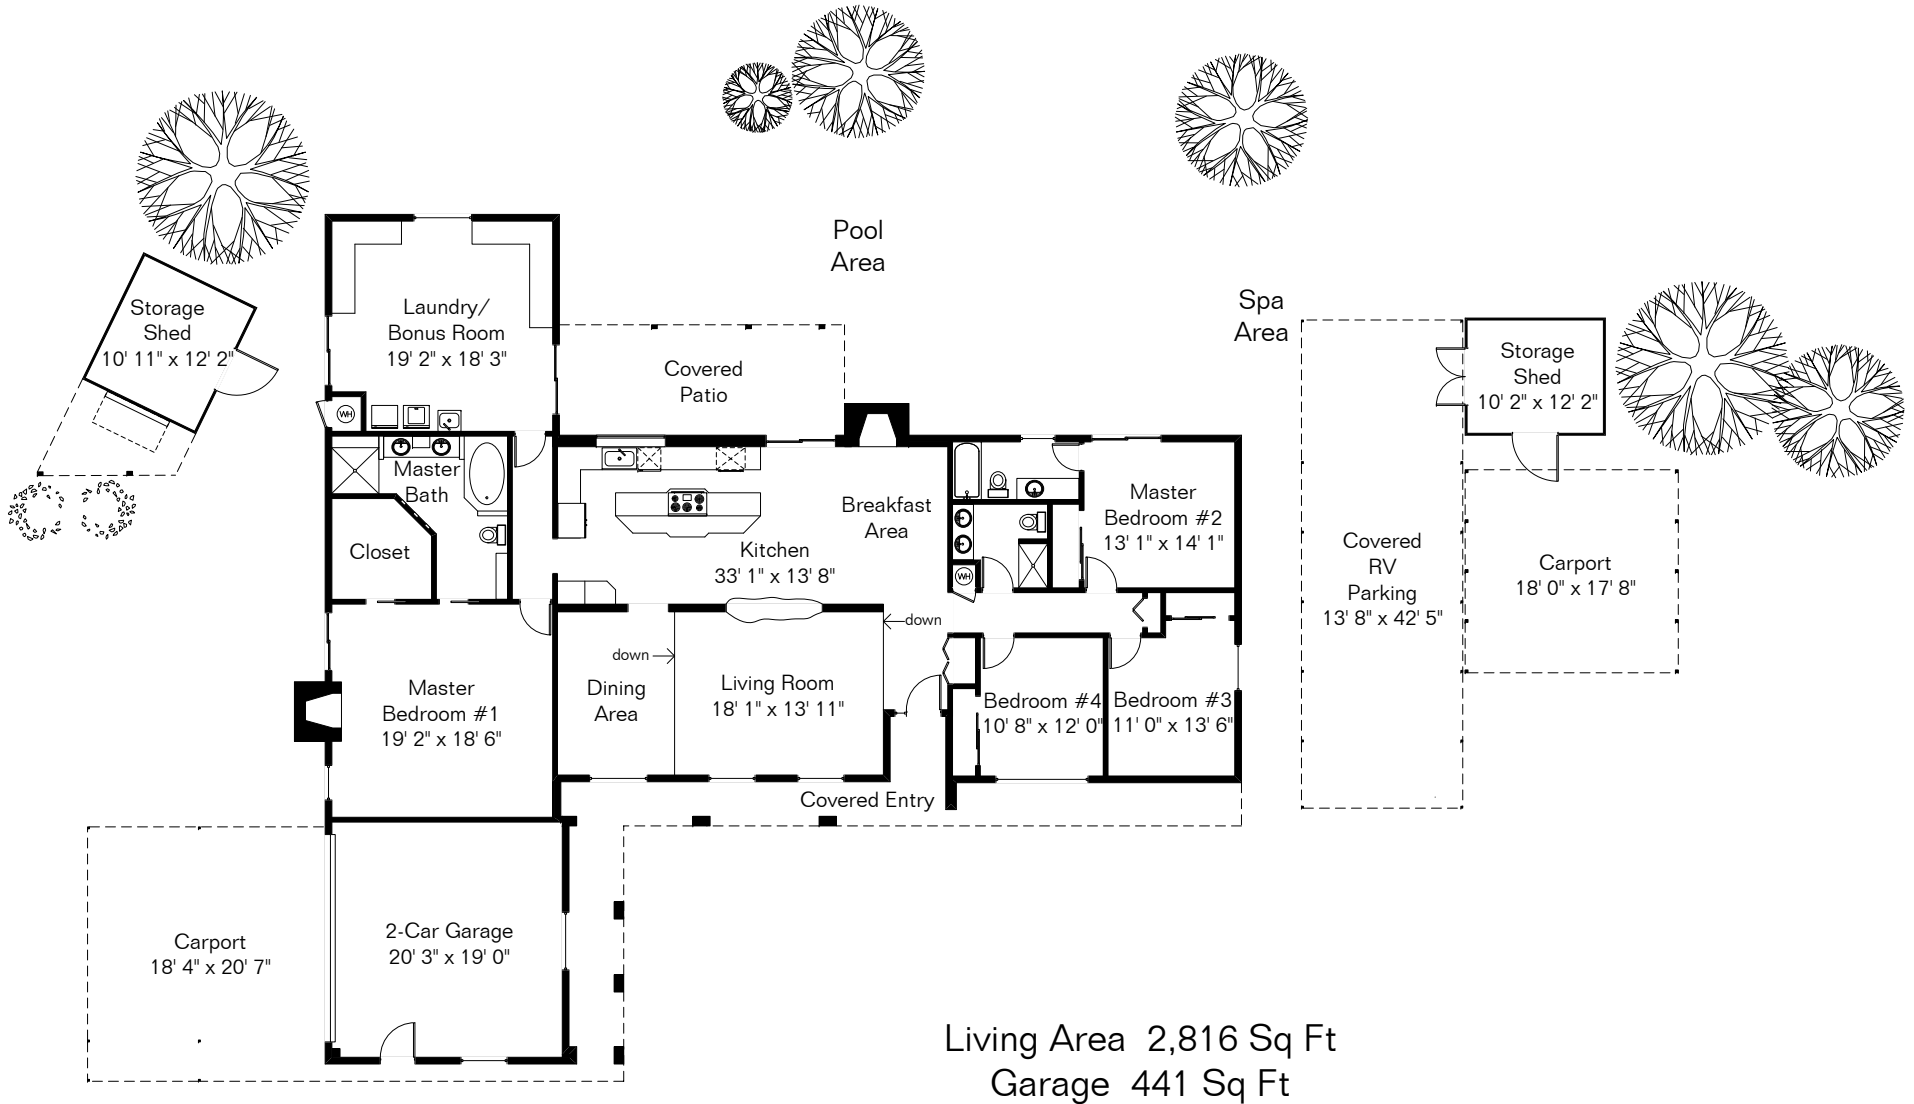 Pool
Area
Spa
Area
Storage
Shed
10' 11" x 12' 2"
Laundry/
Bonus Room
19' 2" x 18' 3"
Covered
Patio
Storage
Shed
10' 2" x 12' 2"
WH
Master
Bath
Closet
Breakfast
Area
Kitchen
33' 1" x 13' 8"
Master
Bedroom #2
13' 1" x 14' 1"
WH
Covered
RV
Parking
13' 8" x 42' 5"
Carport
18' 0" x 17' 8"
down
down
Master
Bedroom #1
19' 2" x 18' 6"
Dining
Area
Living Room
18' 1" x 13' 11"
Bedroom #4
10' 8" x 12' 0"
Bedroom #3
11' 0" x 13' 6"
Covered Entry
Carport
18' 4" x 20' 7"
2-Car Garage
20' 3" x 19' 0"
Living Area 2,816 Sq Ft
Garage 441 Sq Ft